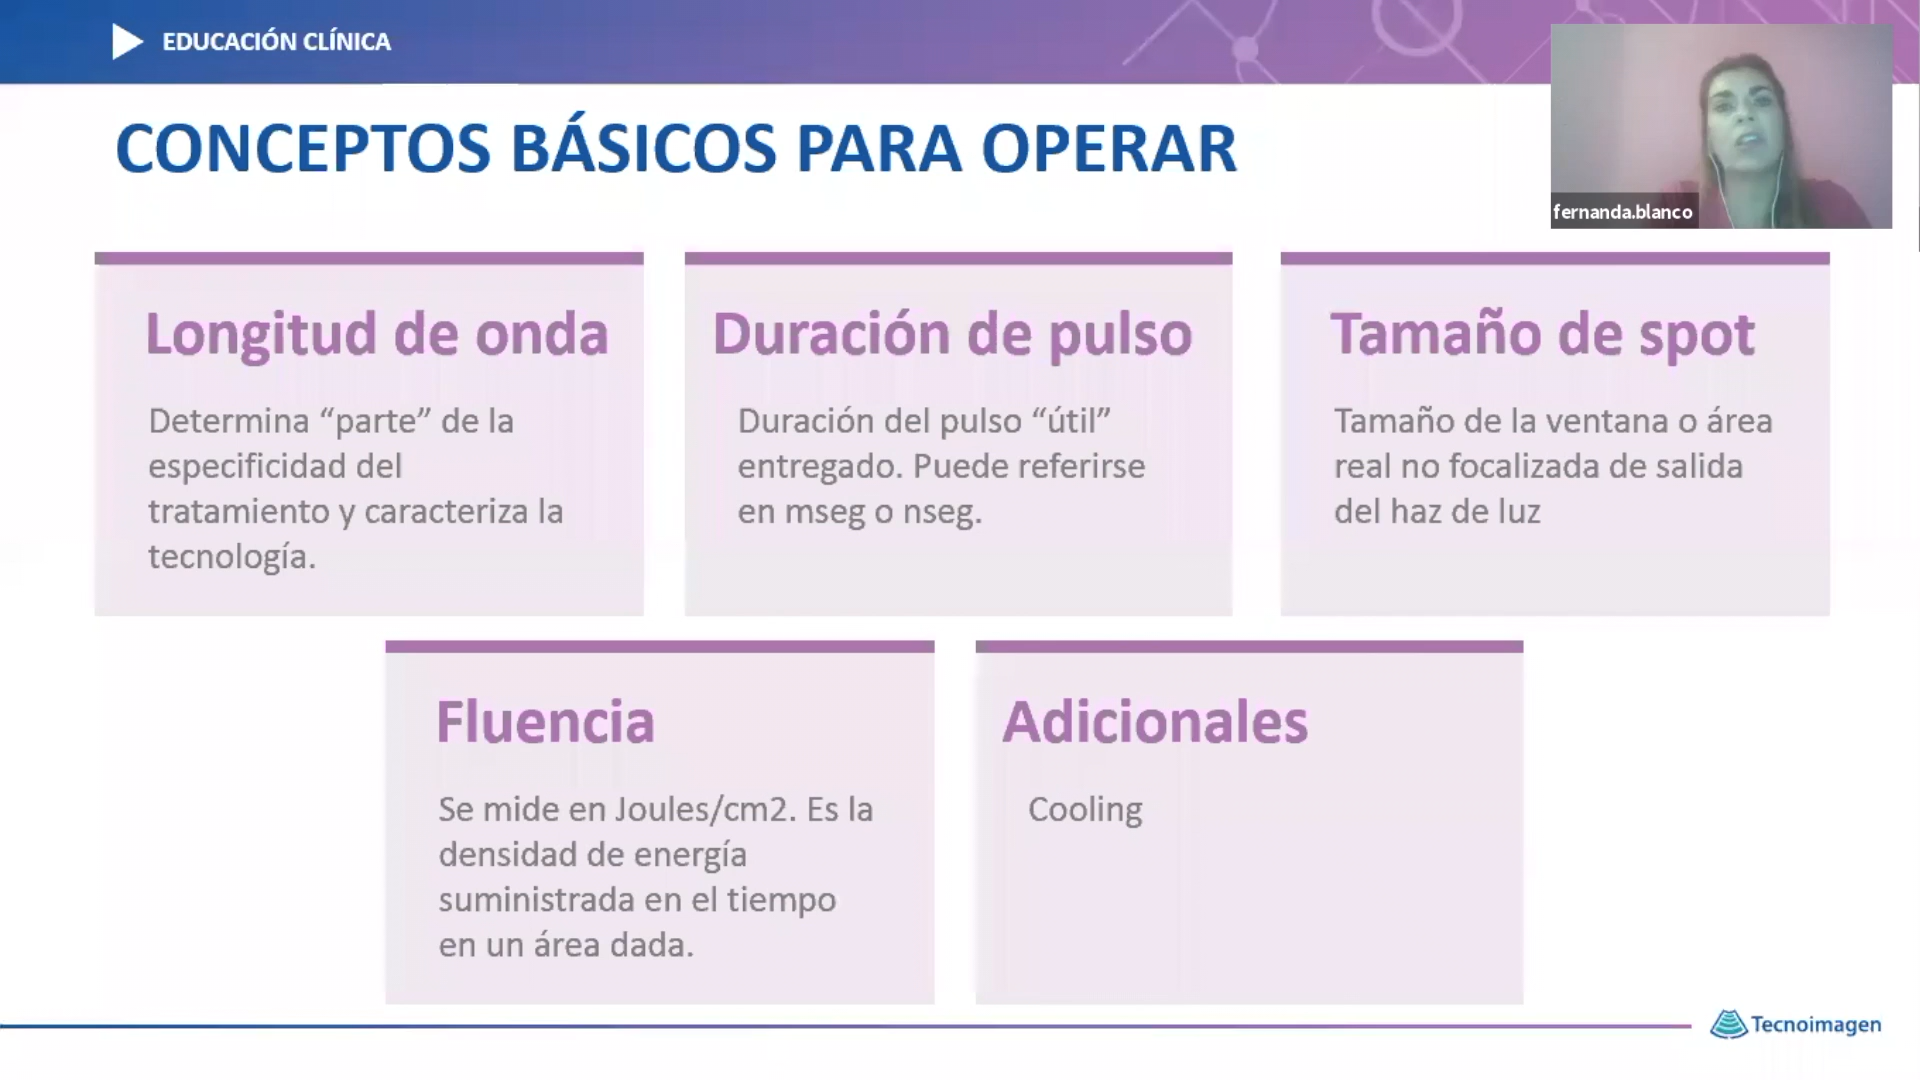 EDUCACIÓN CLÍNICA
CONCEPTOS BÁSICOS PARA OPERAR
fernanda.blanco
Longitud de onda
Determina “parte” de la
especificidad del
tratamiento y caracteriza la
tecnología.
Duración de pulso
Duración del pulso “útil”
entregado. Puede referirse
en mseg o nseg.
Tamaño de spot
Tamaño de la ventana o área
real no focalizada de salida
del haz de luz
Fluencia
Se mide en Joules/cm2. Es la
densidad de energía
suministrada en el tiempo
en un área dada.
Adicionales
Cooling
Tecnoimagen